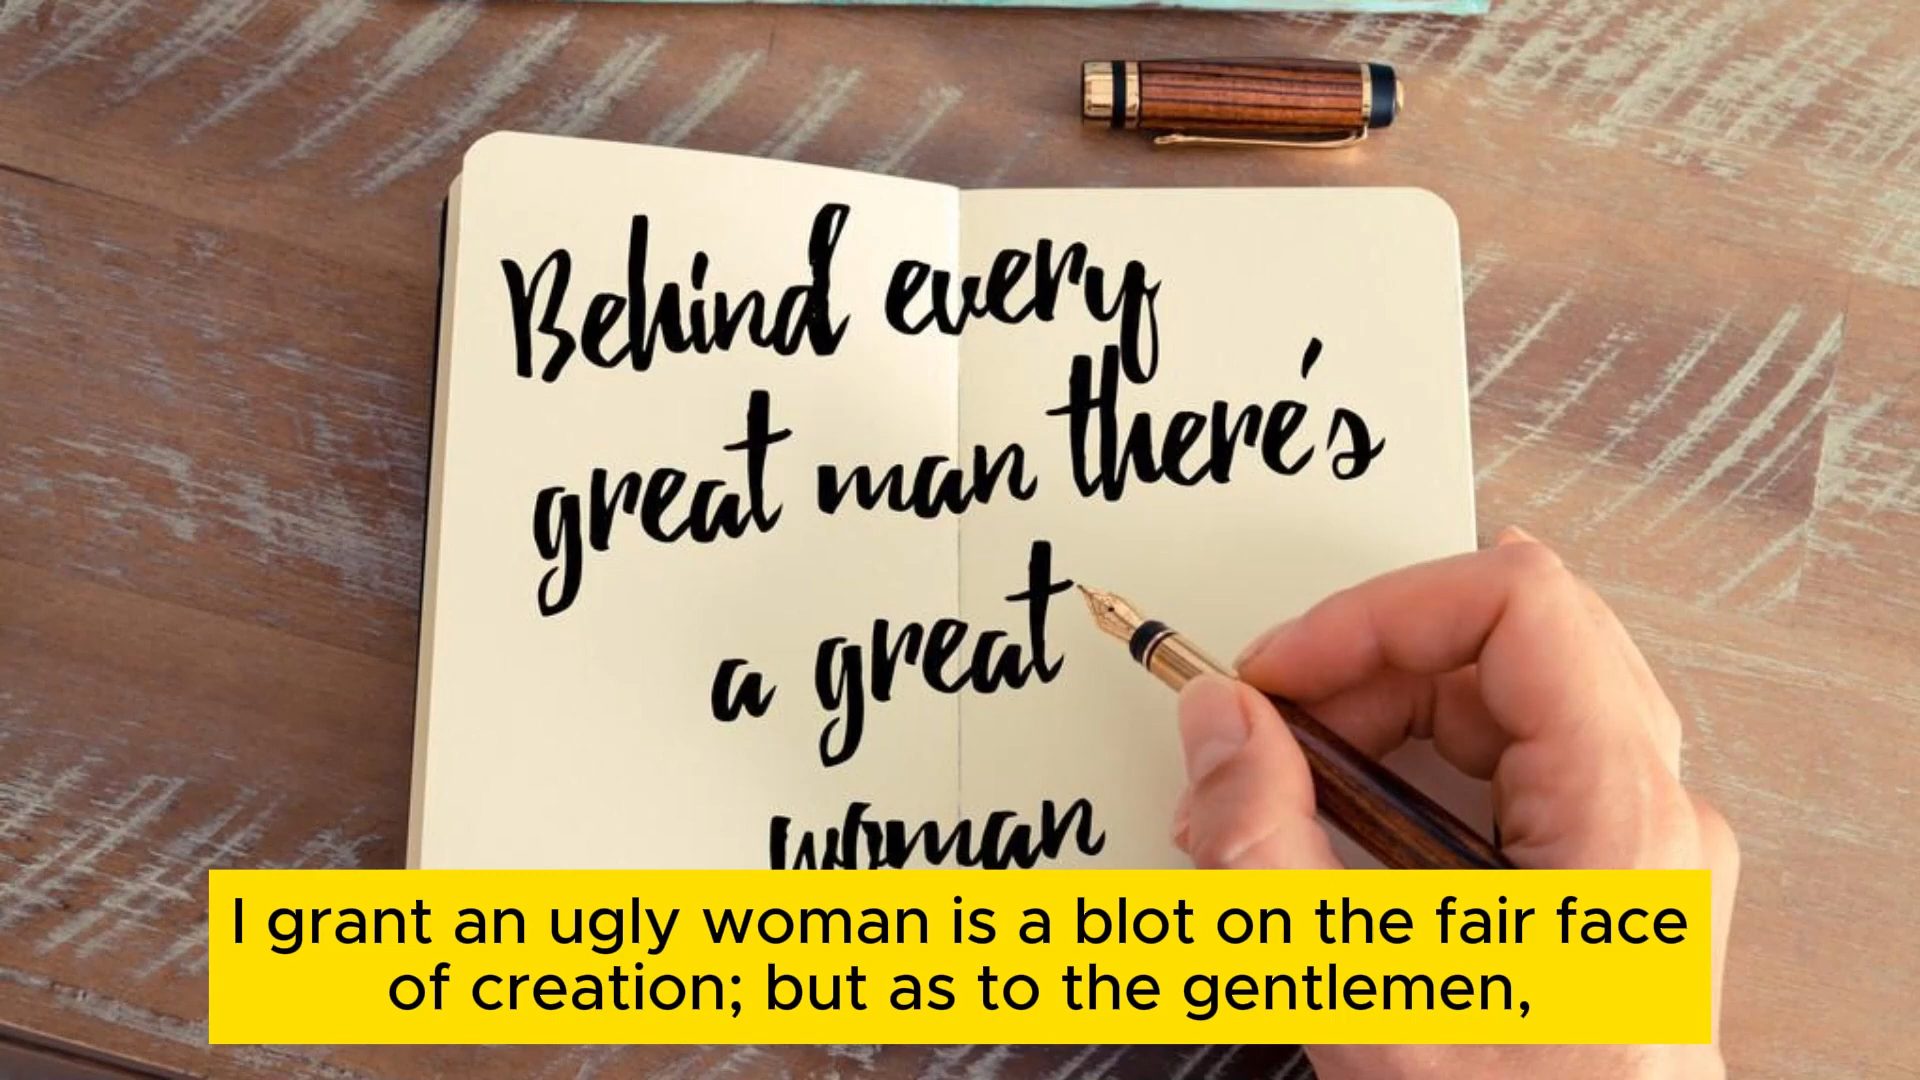 Behind every
great man there's
a great
woman
I grant an ugly woman is a blot on the fair face
of creation; but as to the gentlemen,